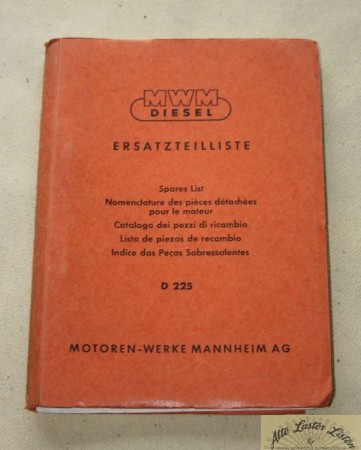 MWM
DIESEL
ERSATZTEILLISTE
Spares List
Nomenclature des pièces détachées
pour le moteur
Catalogo dei pezzi di ricambio
Lista de piezas de recambio
Indice das Peças Sobressalentes
D 225
MOTOREN-WERKE MANNHEIM AG
Alte Laster Listen